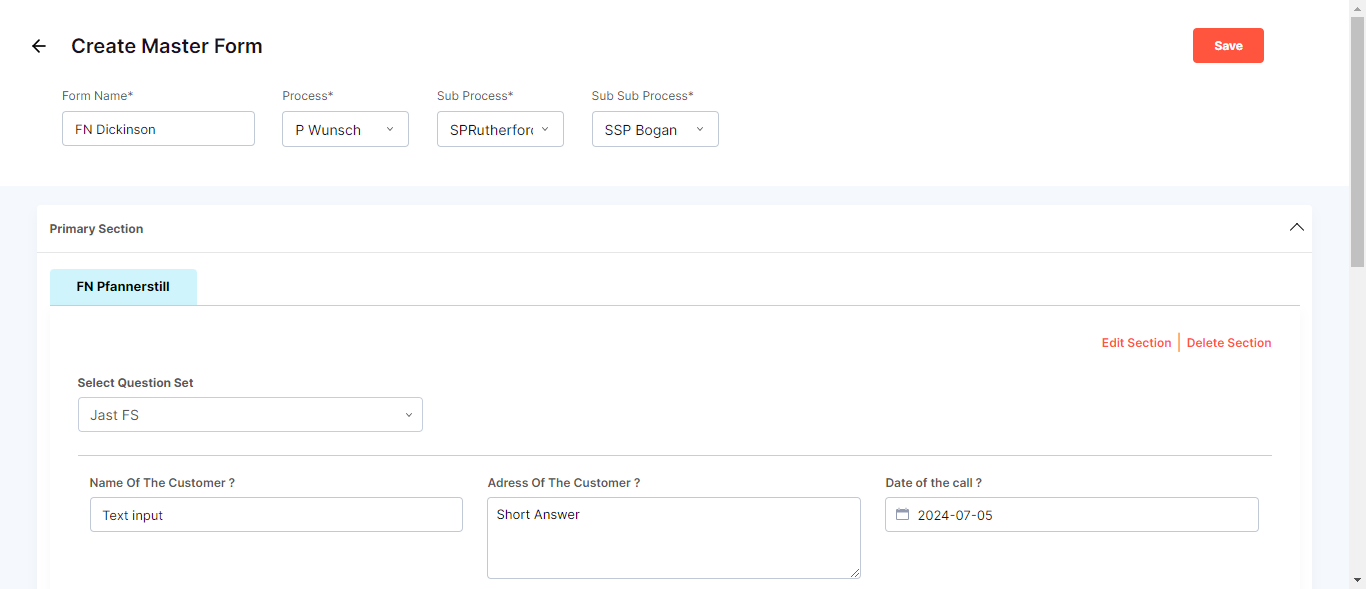 Create Master Form
Save
Form Name*
Process*
Sub Process*
Sub Sub Process*
FN Dickinson
P Wunsch
SPRutherford
SSP Bogan
Primary Section
FN Pfannerstill
Edit Section
Delete Section
Select Question Set
Jast FS
Name Of The Customer ?
Adress Of The Customer ?
Date of the call ?
Text input
Short Answer
2024-07-05